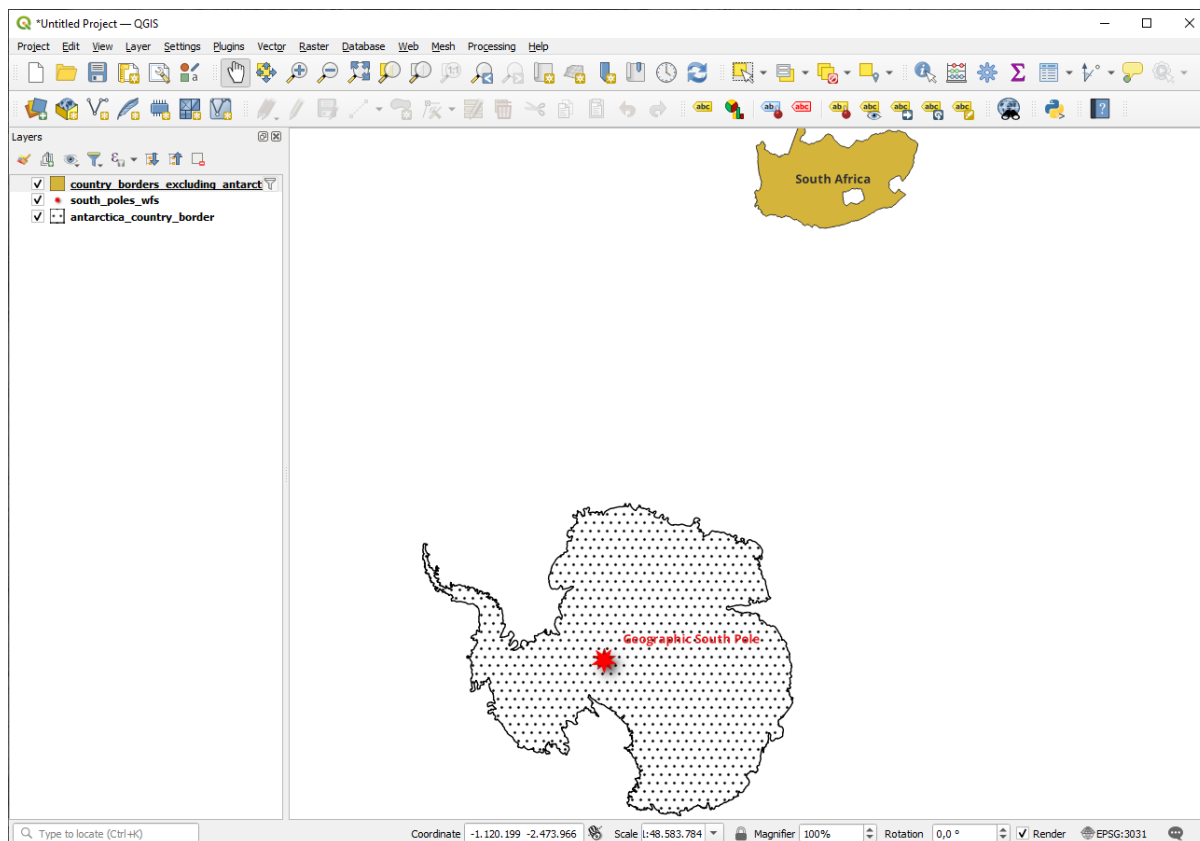 *Untitled Project — QGIS
Project Edit View Layer Settings Plugins Vector Raster Database Web Mesh Processing Help
Layers
country_borders_excluding_antarct
south_poles_wfs
antarctica_country_border
South Africa
Geographic South Pole
Type to locate (Ctrl+K)
Coordinate -1.120.199 -2.473.966 Scale 1:48.583.784 Magnifier 100% Rotation 0,0 ° Render EPSG:3031